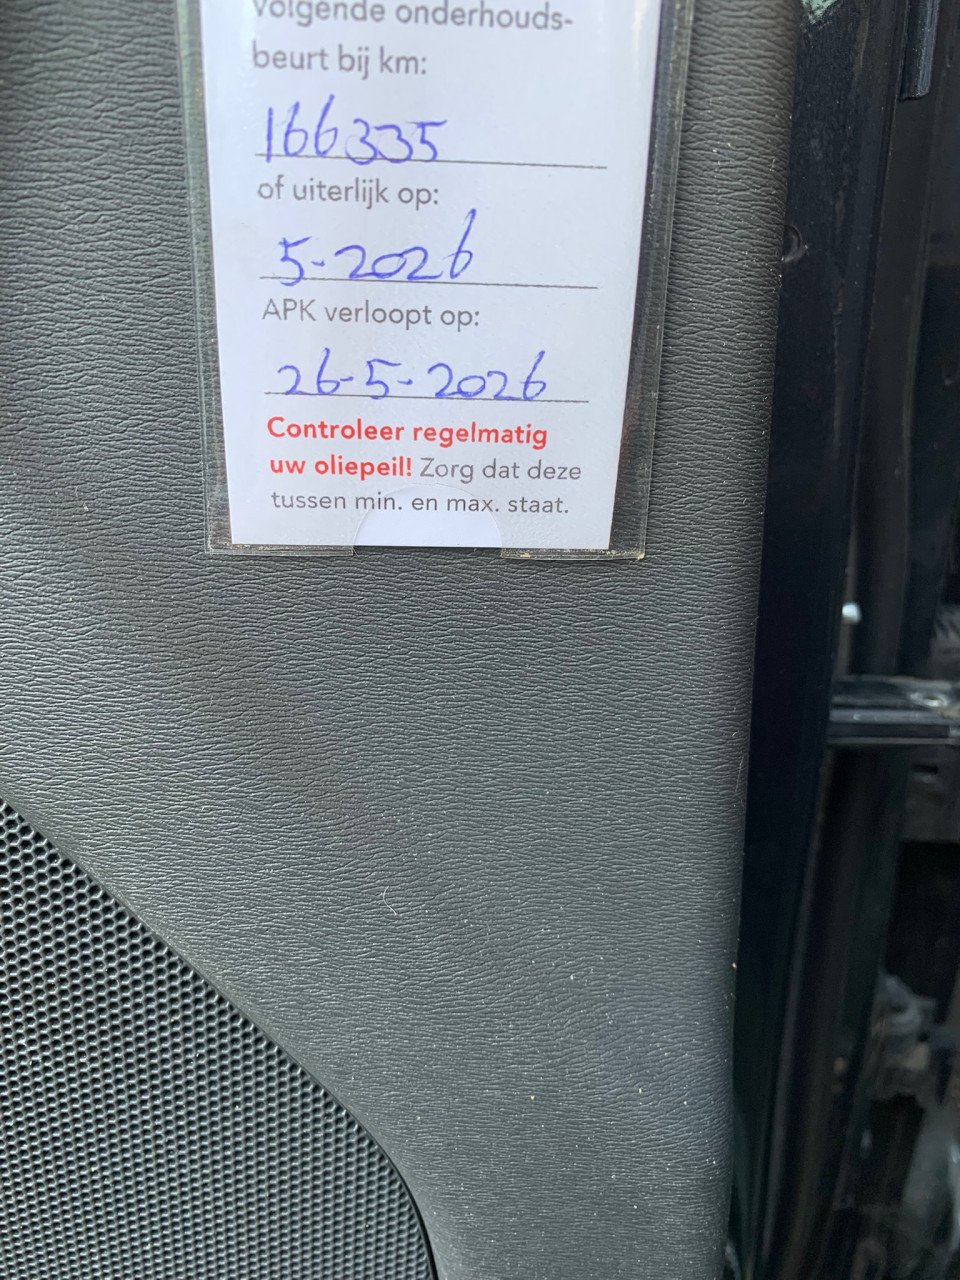 volgende onderhouds-
beurt bij km:
166335
of uiterlijk op:
5-2026
APK verloopt op:
26-5-2026
Controleer regelmatig
uw oliepeil! Zorg dat deze
tussen min. en max. staat.